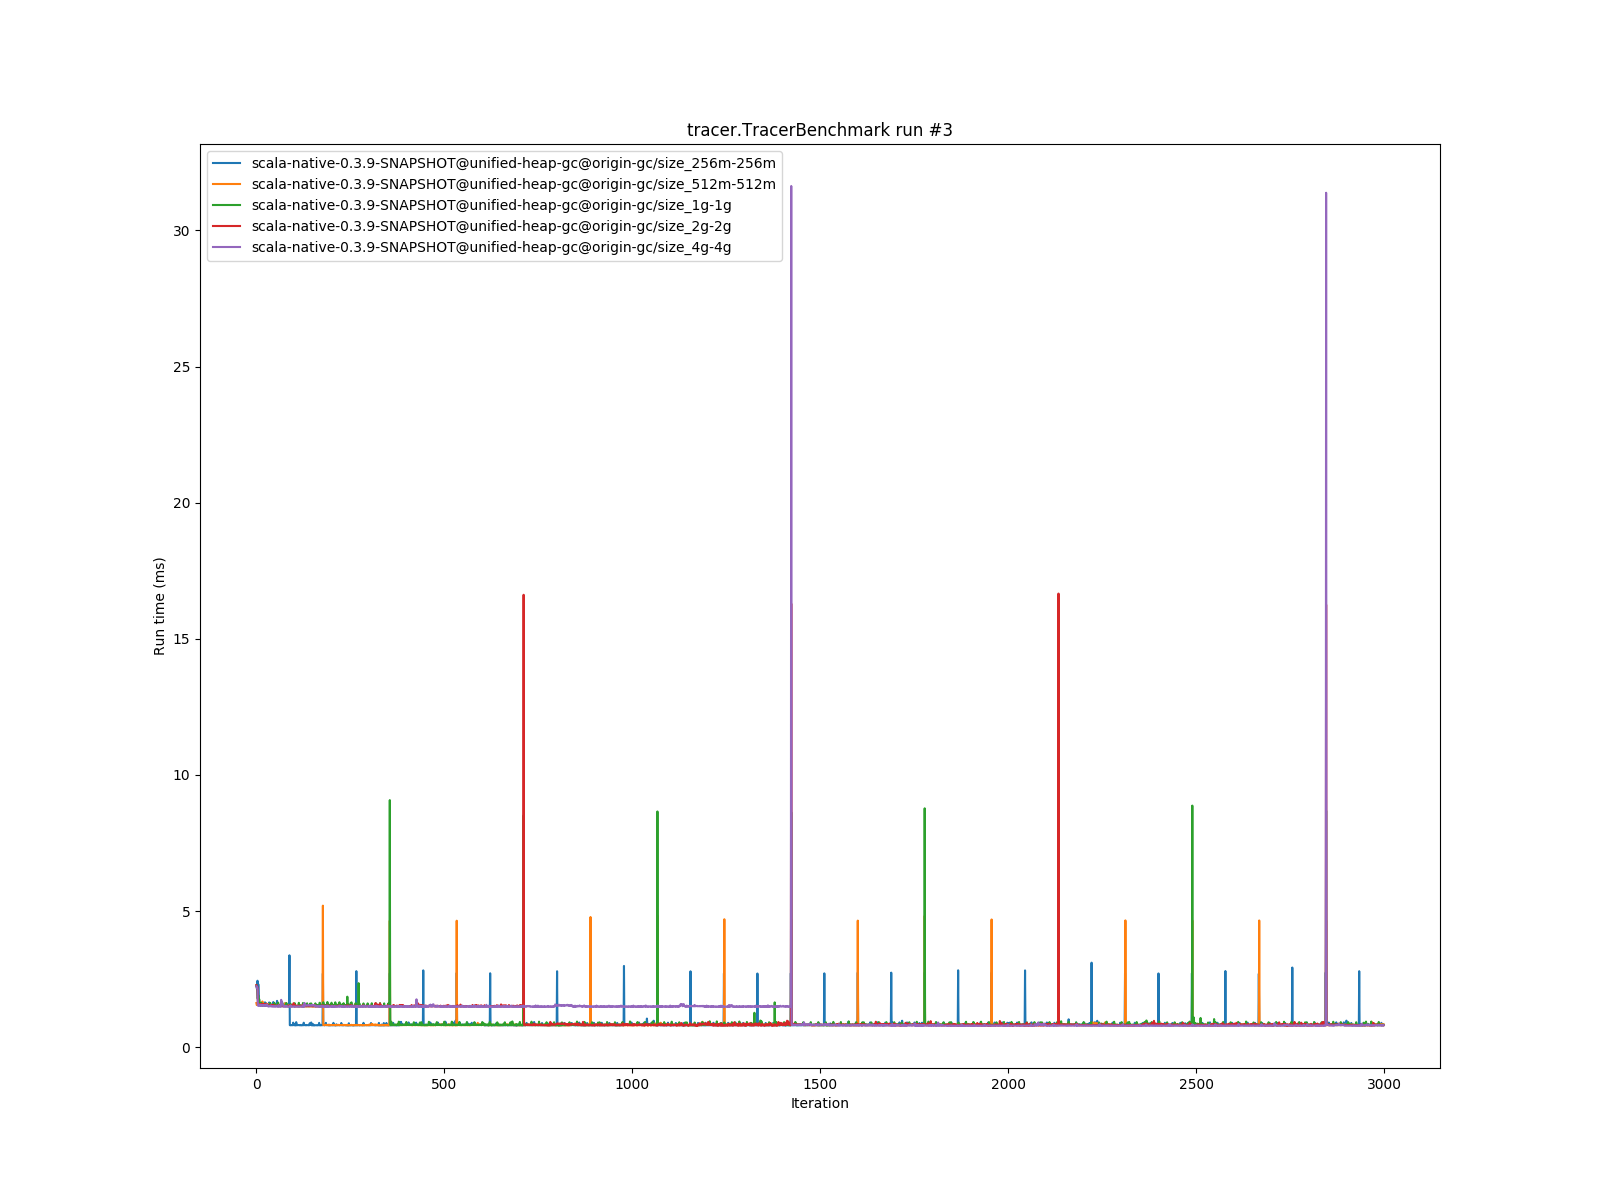 tracer.TracerBenchmark run #3
scala-native-0.3.9-SNAPSHOT@unified-heap-gc@origin-gc/size_256m-256m
scala-native-0.3.9-SNAPSHOT@unified-heap-gc@origin-gc/size_512m-512m
scala-native-0.3.9-SNAPSHOT@unified-heap-gc@origin-gc/size_1g-1g
scala-native-0.3.9-SNAPSHOT@unified-heap-gc@origin-gc/size_2g-2g
scala-native-0.3.9-SNAPSHOT@unified-heap-gc@origin-gc/size_4g-4g
30
25
20
15
10
5
0
Run time (ms)
0 500 1000 1500 2000 2500 3000
Iteration